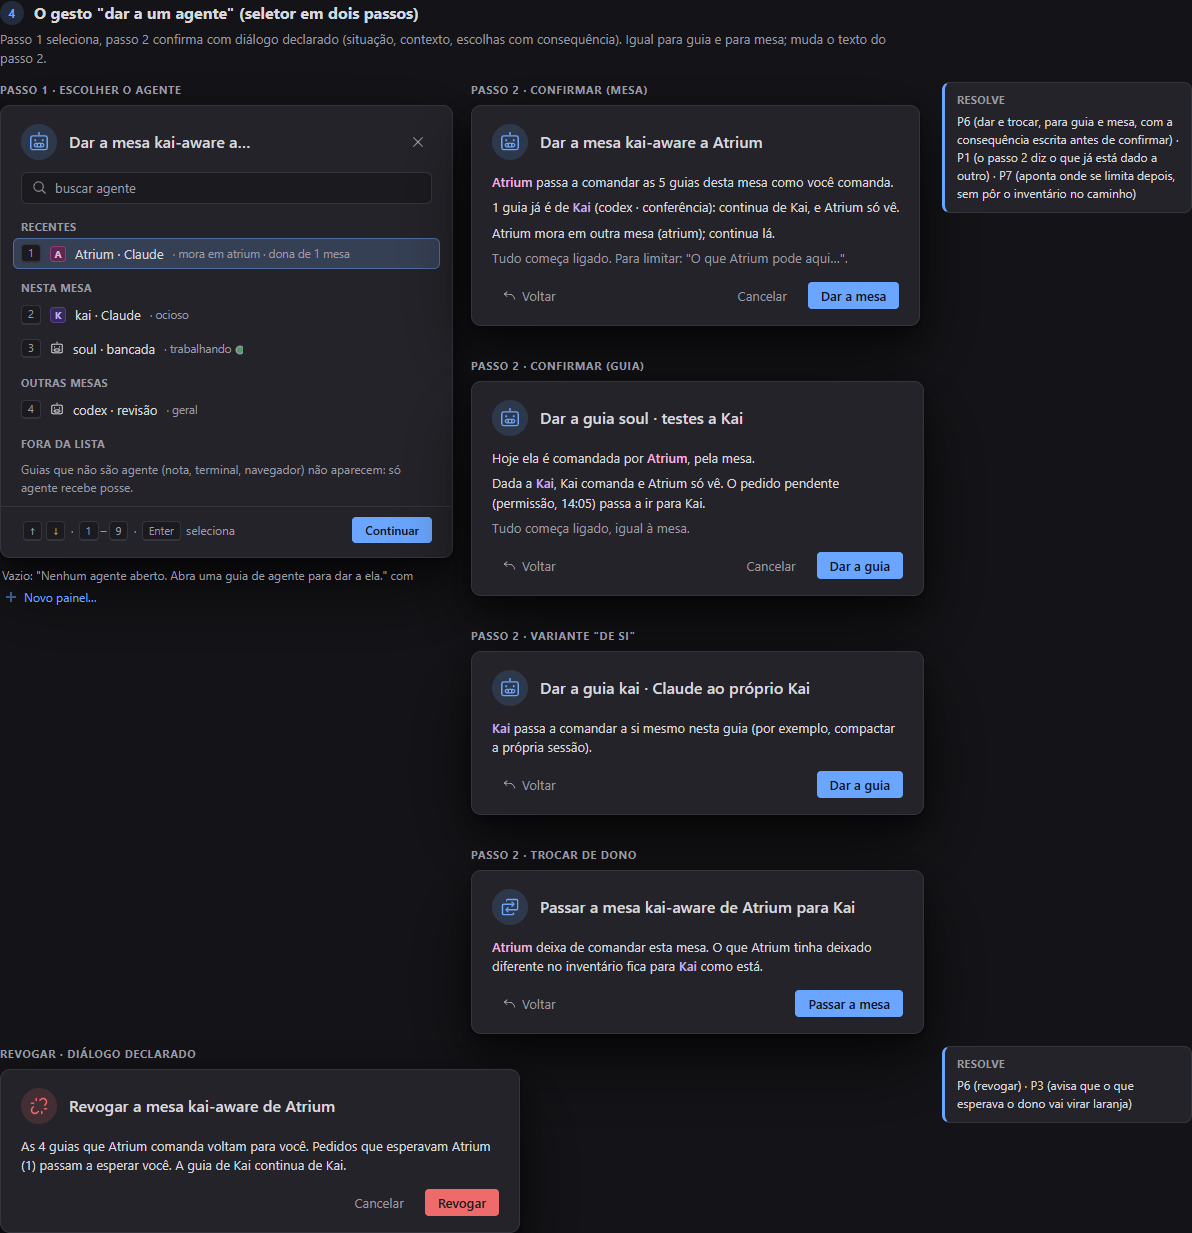 4 O gesto "dar a um agente" (seletor em dois passos)
Passo 1 seleciona, passo 2 confirma com diálogo declarado (situação, contexto, escolhas com consequência). Igual para guia e para mesa; muda o texto do
passo 2.
PASSO 1 · ESCOLHER O AGENTE
Dar a mesa kai-aware a...
buscar agente
RECENTES
1 A Atrium · Claude · mora em atrium · dona de 1 mesa
NESTA MESA
2 K kai · Claude · ocioso
3 soul · bancada · trabalhando
OUTRAS MESAS
4 codex · revisão · geral
FORA DA LISTA
Guias que não são agente (nota, terminal, navegador) não aparecem: só
agente recebe posse.
↑ ↓ · 1 – 9 · Enter seleciona
Continuar
Vazio: "Nenhum agente aberto. Abra uma guia de agente para dar a ela." com
+ Novo painel...
PASSO 2 · CONFIRMAR (MESA)
Dar a mesa kai-aware a Atrium
Atrium passa a comandar as 5 guias desta mesa como você comanda.
1 guia já é de Kai (codex · conferência): continua de Kai, e Atrium só vê.
Atrium mora em outra mesa (atrium); continua lá.
Tudo começa ligado. Para limitar: "O que Atrium pode aqui...".
Voltar
Cancelar
Dar a mesa
PASSO 2 · CONFIRMAR (GUIA)
Dar a guia soul · testes a Kai
Hoje ela é comandada por Atrium, pela mesa.
Dada a Kai, Kai comanda e Atrium só vê. O pedido pendente
(permissão, 14:05) passa a ir para Kai.
Tudo começa ligado, igual à mesa.
Voltar
Cancelar
Dar a guia
PASSO 2 · VARIANTE "DE SI"
Dar a guia kai · Claude ao próprio Kai
Kai passa a comandar a si mesmo nesta guia (por exemplo, compactar
a própria sessão).
Voltar
Dar a guia
PASSO 2 · TROCAR DE DONO
Passar a mesa kai-aware de Atrium para Kai
Atrium deixa de comandar esta mesa. O que Atrium tinha deixado
diferente no inventário fica para Kai como está.
Voltar
Passar a mesa
RESOLVE
P6 (dar e trocar, para guia e mesa, com a
consequência escrita antes de confirmar) ·
P1 (o passo 2 diz o que já está dado a
outro) · P7 (aponta onde se limita depois,
sem pôr o inventário no caminho)
REVOGAR · DIÁLOGO DECLARADO
Revogar a mesa kai-aware de Atrium
As 4 guias que Atrium comanda voltam para você. Pedidos que esperavam Atrium
(1) passam a esperar você. A guia de Kai continua de Kai.
Cancelar
Revogar
RESOLVE
P6 (revogar) · P3 (avisa que o que
esperava o dono vai virar laranja)